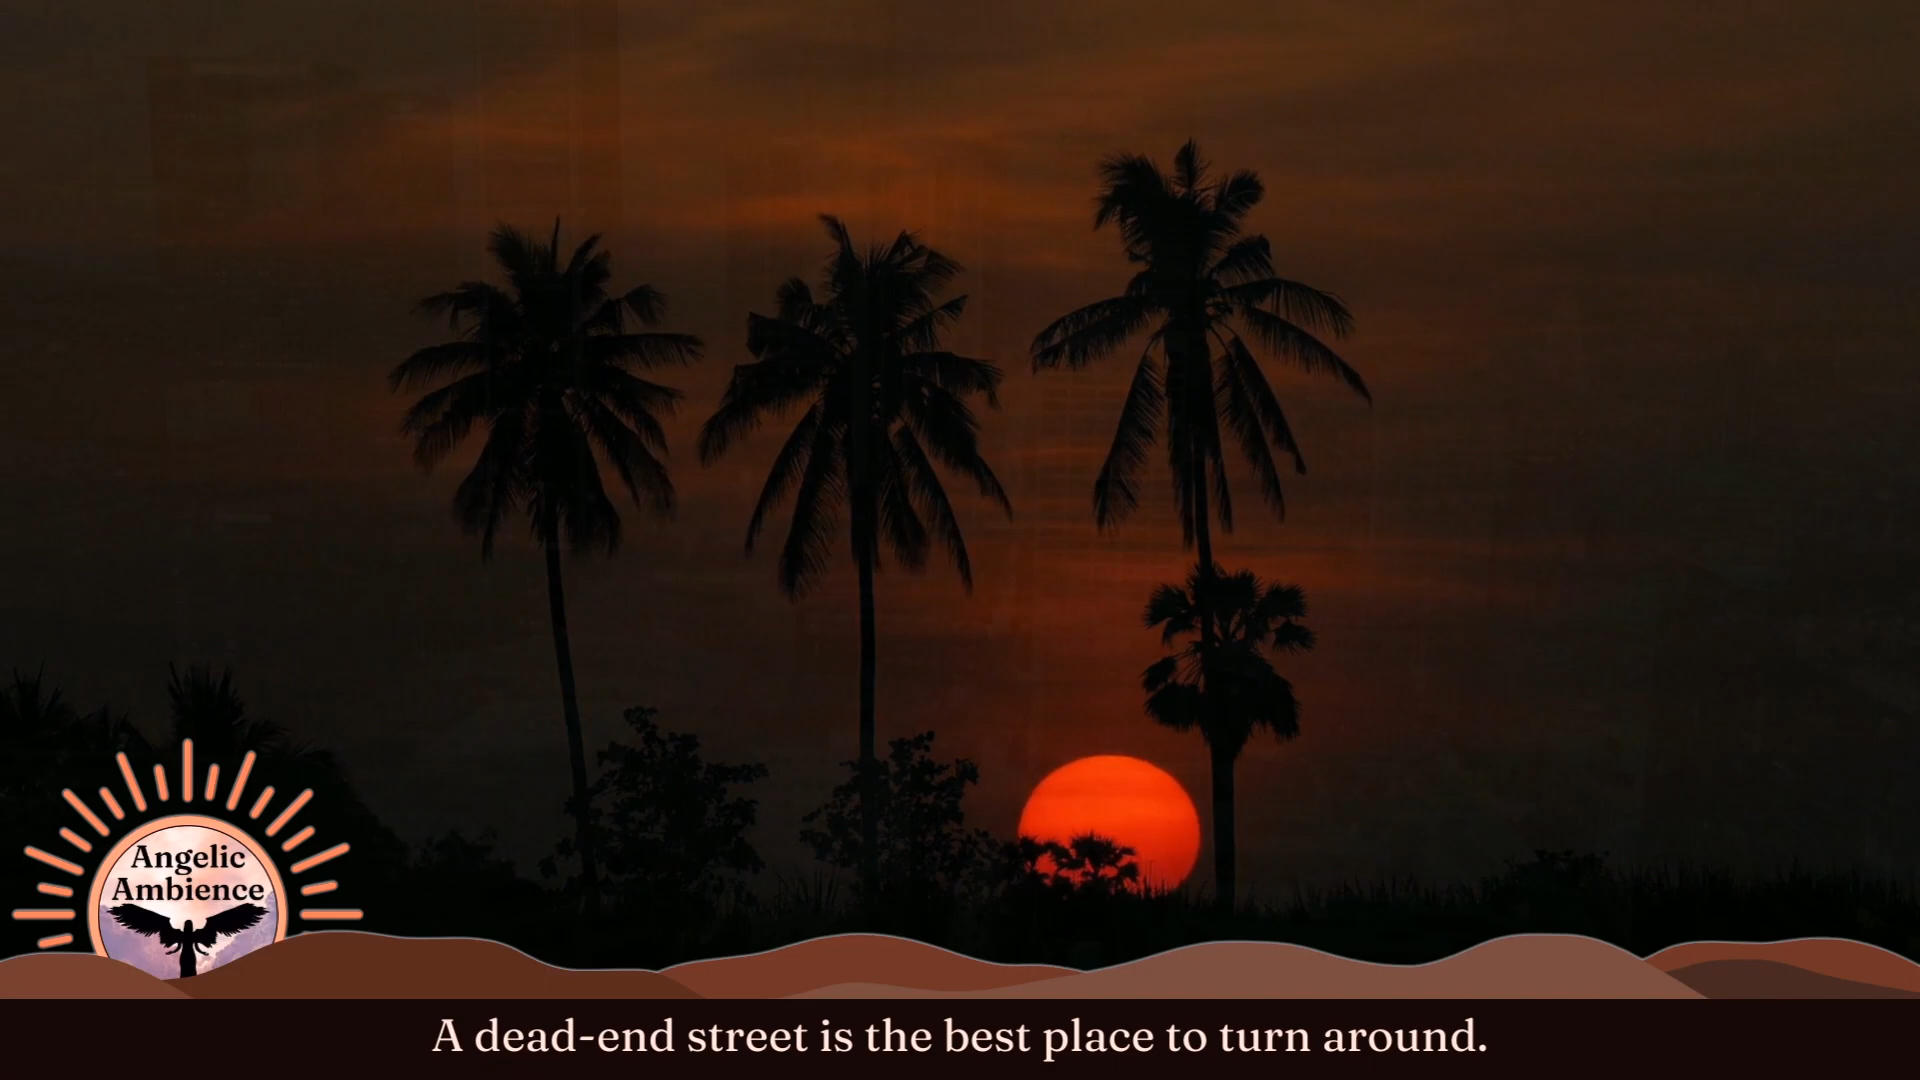 Angelic
Ambience
A dead-end street is the best place to turn around.